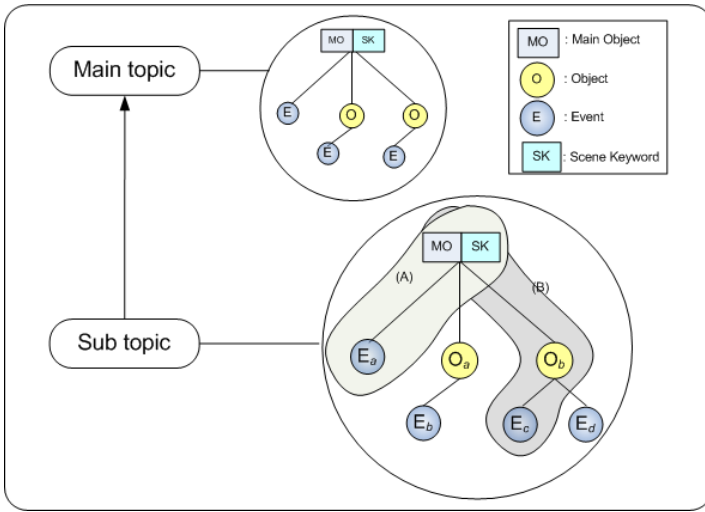 Main topic
MO SK
E O O
E E
MO : Main Object
O : Object
E : Event
SK : Scene Keyword
Sub topic
MO SK
(A) (B)
Ea Oa Ob
Eb Ec Ed